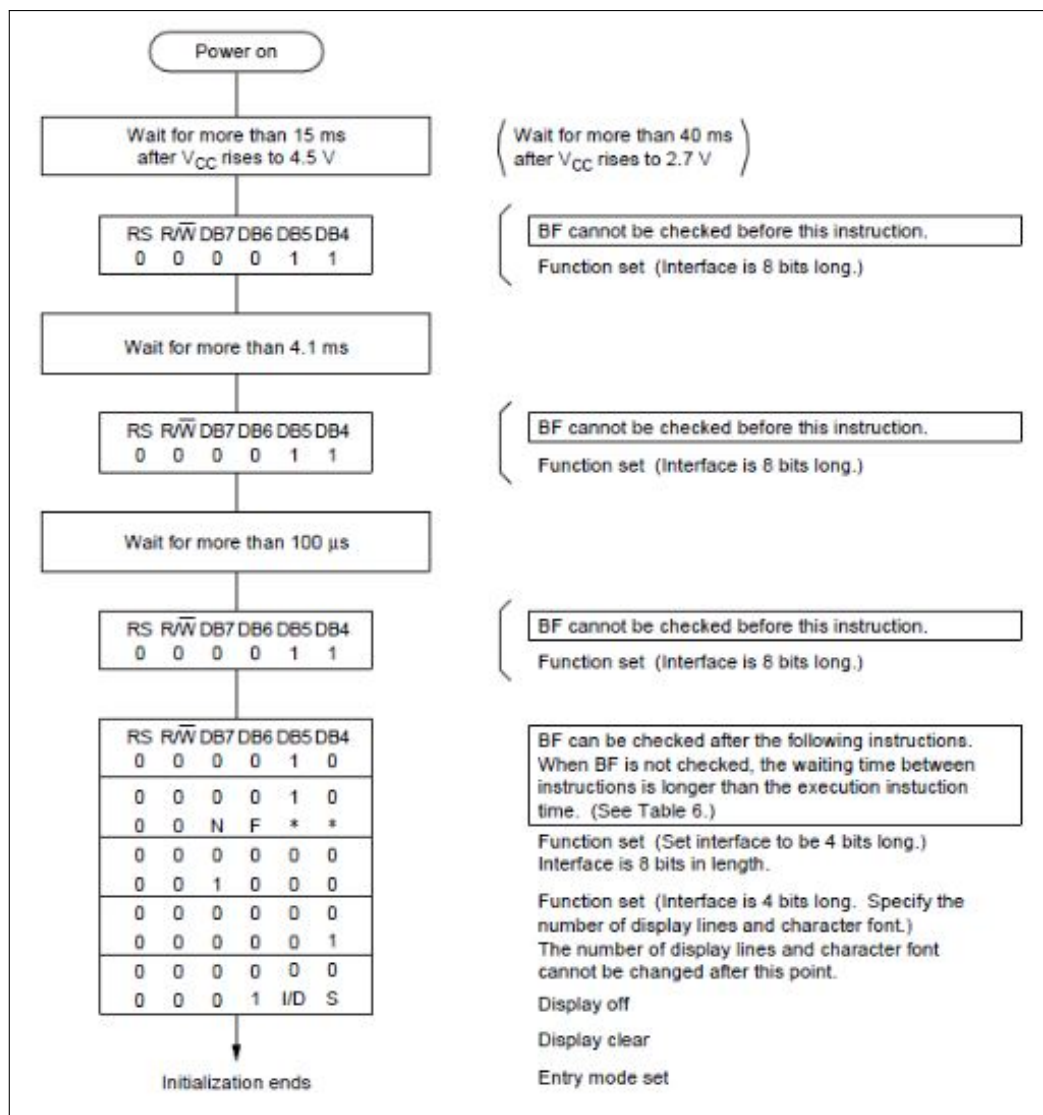 Power on
Wait for more than 15 ms
after VCC rises to 4.5 V
Wait for more than 40 ms
after VCC rises to 2.7 V
RS R/W̅ DB7 DB6 DB5 DB4
0 0 0 0 1 1
BF cannot be checked before this instruction.
Function set (Interface is 8 bits long.)
Wait for more than 4.1 ms
RS R/W̅ DB7 DB6 DB5 DB4
0 0 0 0 1 1
BF cannot be checked before this instruction.
Function set (Interface is 8 bits long.)
Wait for more than 100 µs
RS R/W̅ DB7 DB6 DB5 DB4
0 0 0 0 1 1
BF cannot be checked before this instruction.
Function set (Interface is 8 bits long.)
RS R/W̅ DB7 DB6 DB5 DB4
0 0 0 0 1 0
0 0 0 0 1 0
0 0 N F * *
0 0 0 0 0 0
0 0 1 0 0 0
0 0 0 0 0 0
0 0 0 0 0 1
0 0 0 0 0 0
0 0 0 1 I/D S
Initialization ends
BF can be checked after the following instructions.
When BF is not checked, the waiting time between
instructions is longer than the execution instuction
time. (See Table 6.)
Function set (Set interface to be 4 bits long.)
Interface is 8 bits in length.
Function set (Interface is 4 bits long. Specify the
number of display lines and character font.)
The number of display lines and character font
cannot be changed after this point.
Display off
Display clear
Entry mode set